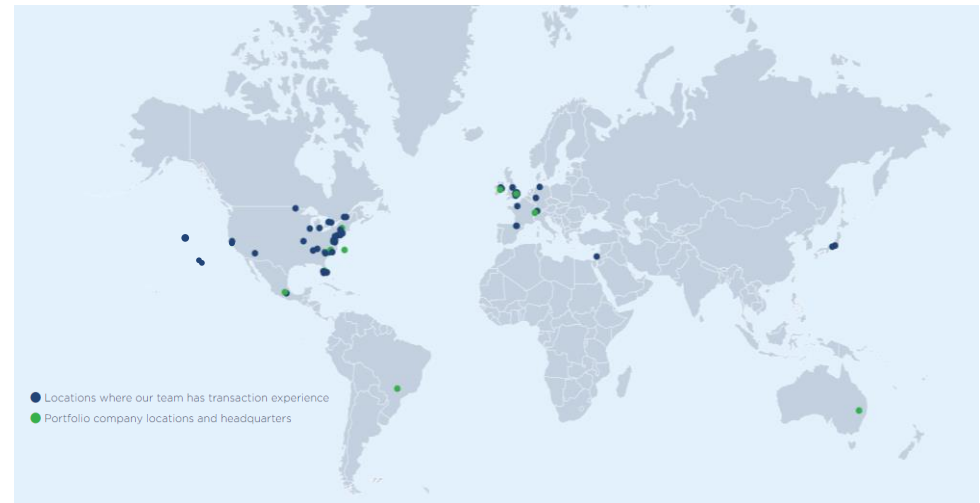 Locations where our team has transaction experience
Portfolio company locations and headquarters